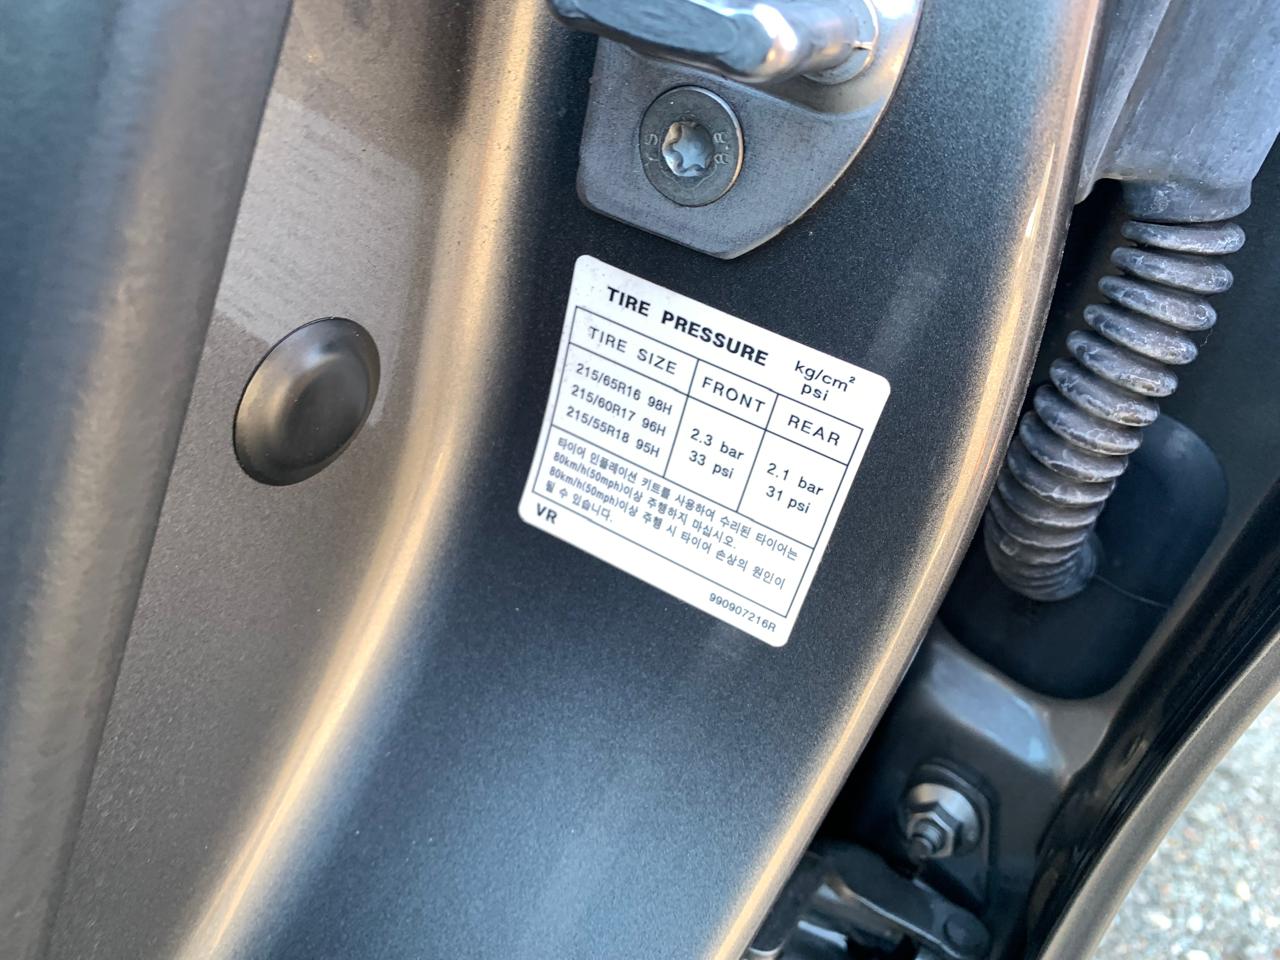 TIRE PRESSURE kg/cm²
psi
TIRE SIZE FRONT REAR
215/65R16 98H
215/60R17 96H
215/55R18 95H
2.3 bar
33 psi
2.1 bar
31 psi
타이어 인플레이션 키트를 사용하여 수리된 타이어는
80km/h(50mph)이상 주행하지 마십시오.
80km/h(50mph)이상 주행 시 타이어 손상의 원인이
될 수 있습니다.
VR
990907216R